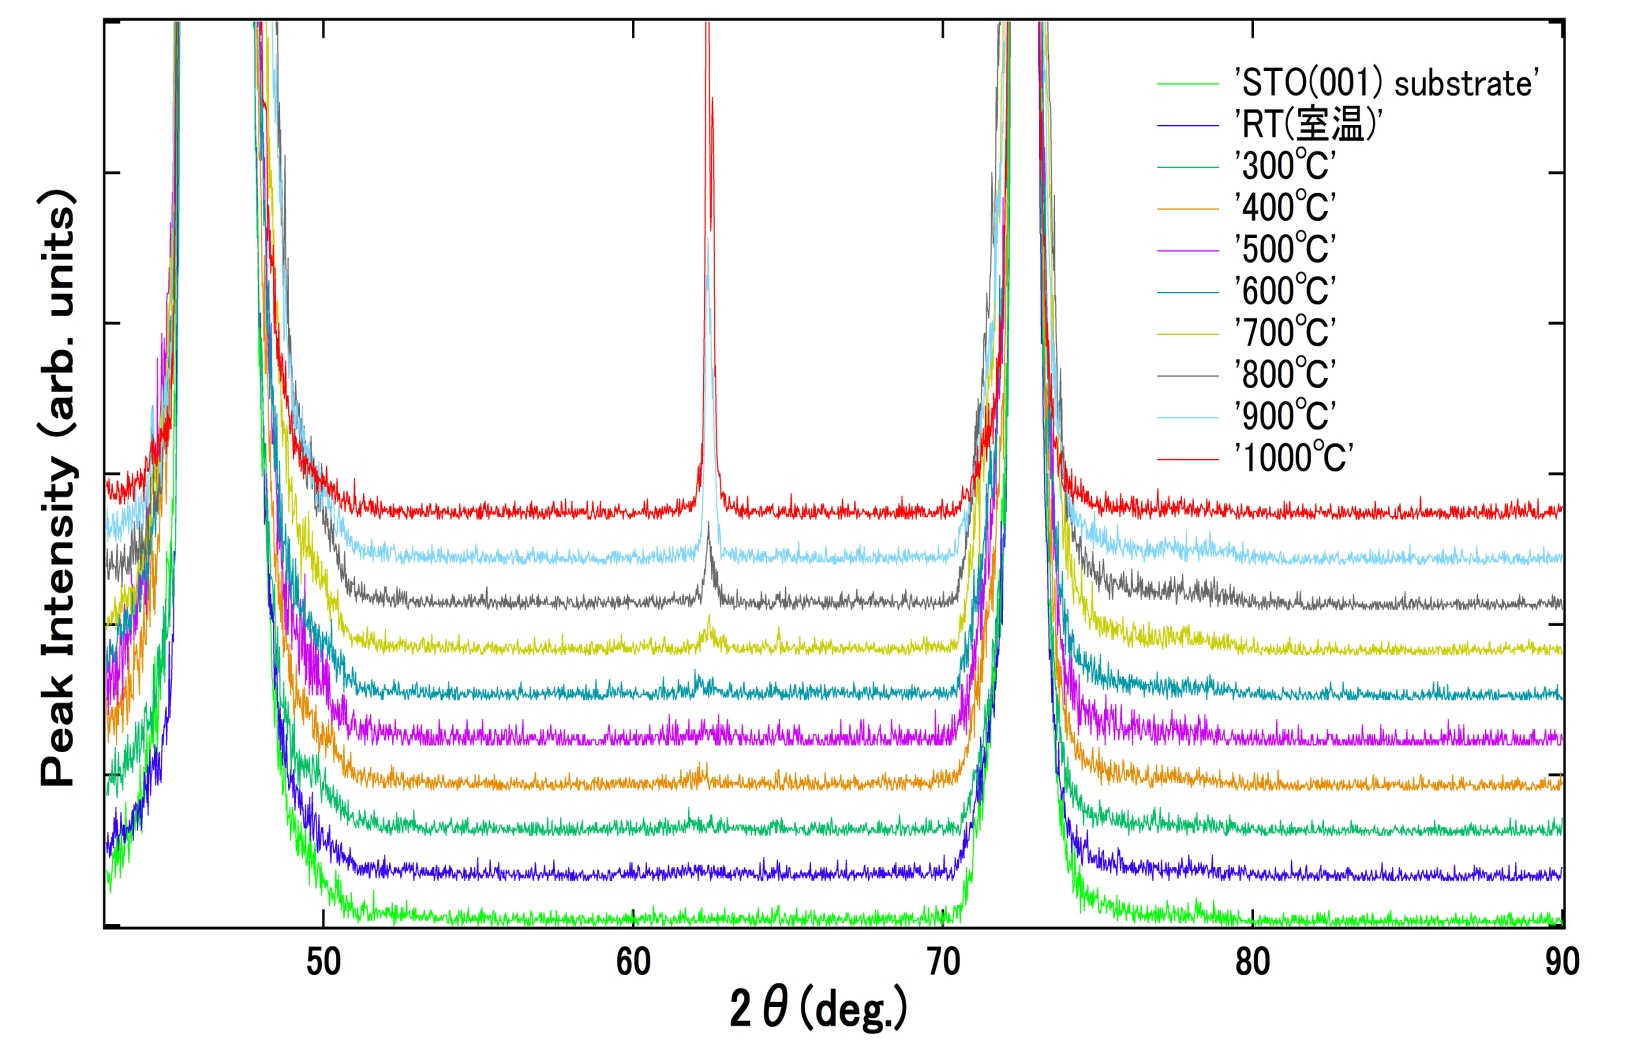 Peak Intensity (arb. units)
'STO(001) substrate'
'RT(室温)'
'300℃'
'400℃'
'500℃'
'600℃'
'700℃'
'800℃'
'900℃'
'1000℃'
50 60 70 80 90
2θ(deg.)